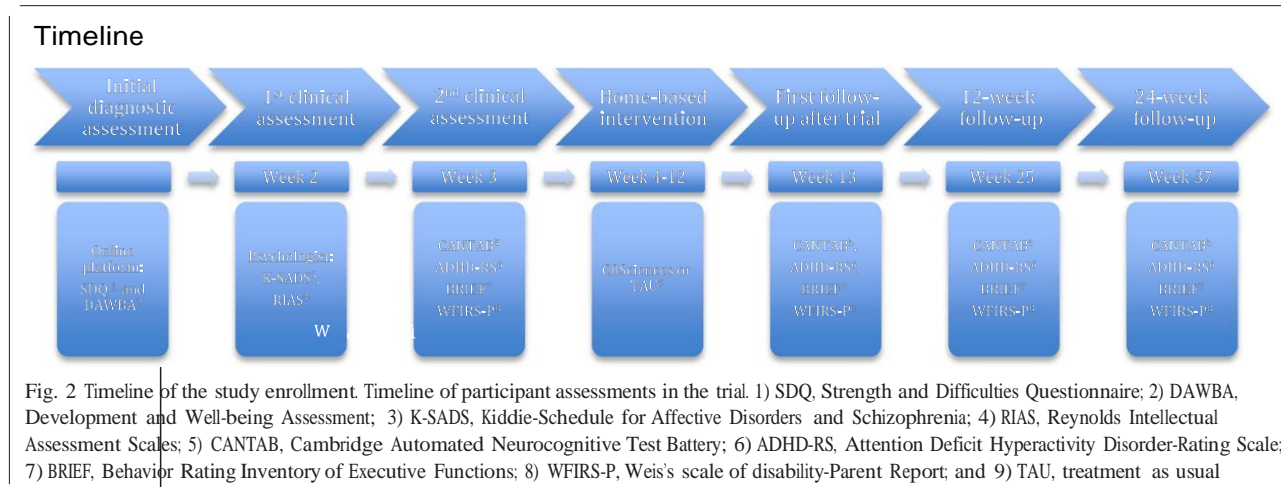 Timeline
Initial
diagnostic
assessment
1st clinical
assessment
2nd clinical
assessment
Home-based
intervention
First follow-
up after trial
12-week
follow-up
24-week
follow-up
Week 2
Week 3
Week 4-12
Week 13
Week 25
Week 37
Online
platform:
SDQ and
DAWBA
Psychologist:
K-SADS,
RIAS
W
CANTAB
ADHD-RS
BRIEF
WFIRS-P
C8Sciences or
TAU
CANTAB,
ADHD-RS,
BRIEF
WFIRS-P
CANTAB
ADHD-RS
BRIEF
WFIRS-P
CANTAB
ADHD-RS
BRIEF
WFIRS-P
Fig. 2 Timeline of the study enrollment. Timeline of participant assessments in the trial. 1) SDQ, Strength and Difficulties Questionnaire; 2) DAWBA,
Development and Well-being Assessment; 3) K-SADS, Kiddie-Schedule for Affective Disorders and Schizophrenia; 4) RIAS, Reynolds Intellectual
Assessment Scales; 5) CANTAB, Cambridge Automated Neurocognitive Test Battery; 6) ADHD-RS, Attention Deficit Hyperactivity Disorder-Rating Scale;
7) BRIEF, Behavior Rating Inventory of Executive Functions; 8) WFIRS-P, Weis's scale of disability-Parent Report; and 9) TAU, treatment as usual